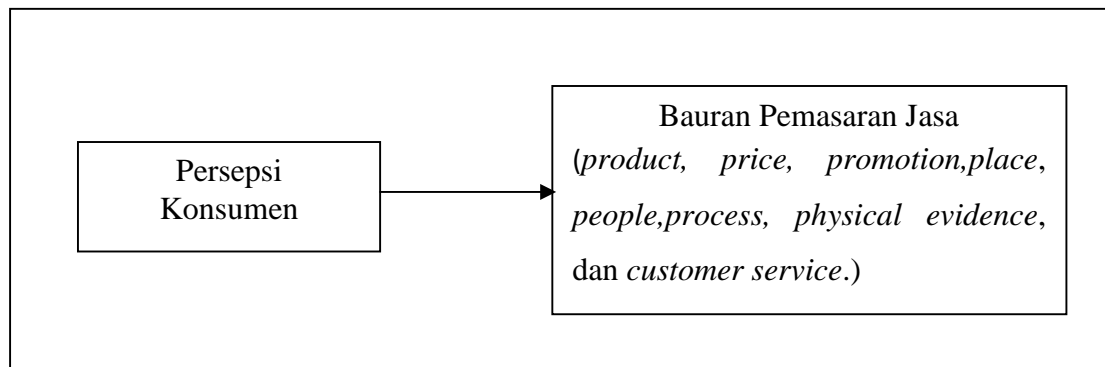 Persepsi
Konsumen
Bauran Pemasaran Jasa
(product, price, promotion,place,
people,process, physical evidence,
dan customer service.)